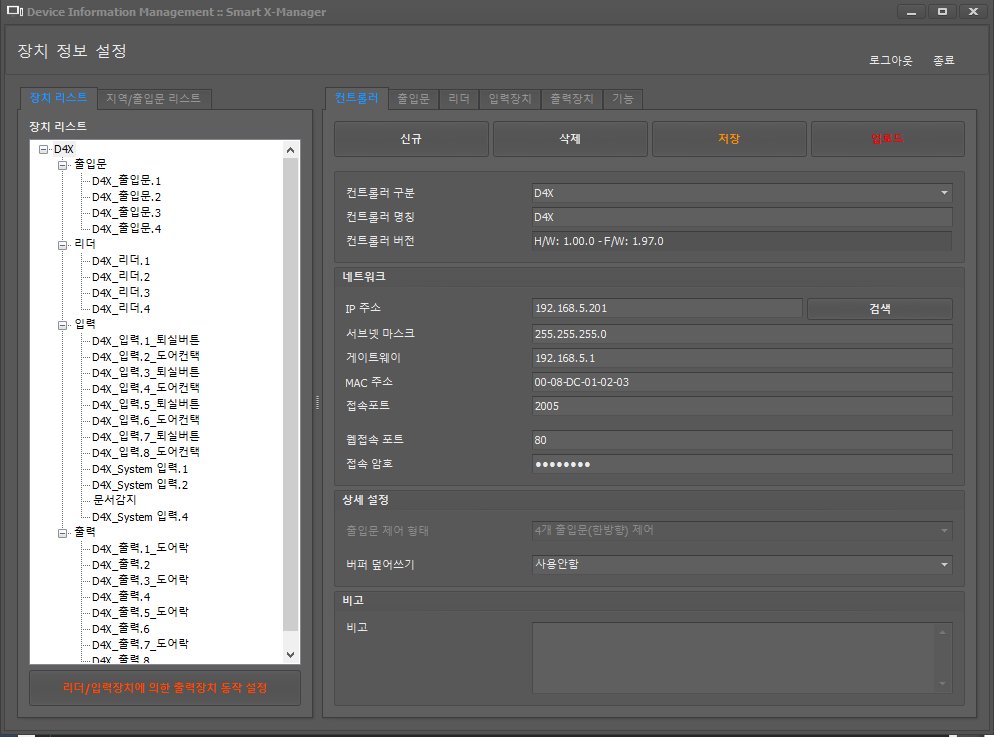 Device Information Management :: Smart X-Manager
장치 정보 설정
로그아웃 종료
장치 리스트 지역/출입문 리스트
장치 리스트
D4X
출입문
D4X_출입문.1
D4X_출입문.2
D4X_출입문.3
D4X_출입문.4
리더
D4X_리더.1
D4X_리더.2
D4X_리더.3
D4X_리더.4
입력
D4X_입력.1_퇴실버튼
D4X_입력.2_도어컨택
D4X_입력.3_퇴실버튼
D4X_입력.4_도어컨택
D4X_입력.5_퇴실버튼
D4X_입력.6_도어컨택
D4X_입력.7_퇴실버튼
D4X_입력.8_도어컨택
D4X_System 입력.1
D4X_System 입력.2
문서감지
D4X_System 입력.4
출력
D4X_출력.1_도어락
D4X_출력.2
D4X_출력.3_도어락
D4X_출력.4
D4X_출력.5_도어락
D4X_출력.6
D4X_출력.7_도어락
D4X_출력.8
리더/입력장치에 의한 출력장치 동작 설정
컨트롤러 출입문 리더 입력장치 출력장치 기능
신규 삭제 저장 업로드
컨트롤러 구분 D4X
컨트롤러 명칭 D4X
컨트롤러 버전 H/W: 1.00.0 - F/W: 1.97.0
네트워크
IP 주소 192.168.5.201 검색
서브넷 마스크 255.255.255.0
게이트웨이 192.168.5.1
MAC 주소 00-08-DC-01-02-03
접속포트 2005
웹접속 포트 80
접속 암호 ●●●●●●●●
상세 설정
출입문 제어 형태 4개 출입문(한방향) 제어
버퍼 덮어쓰기 사용안함
비고
비고